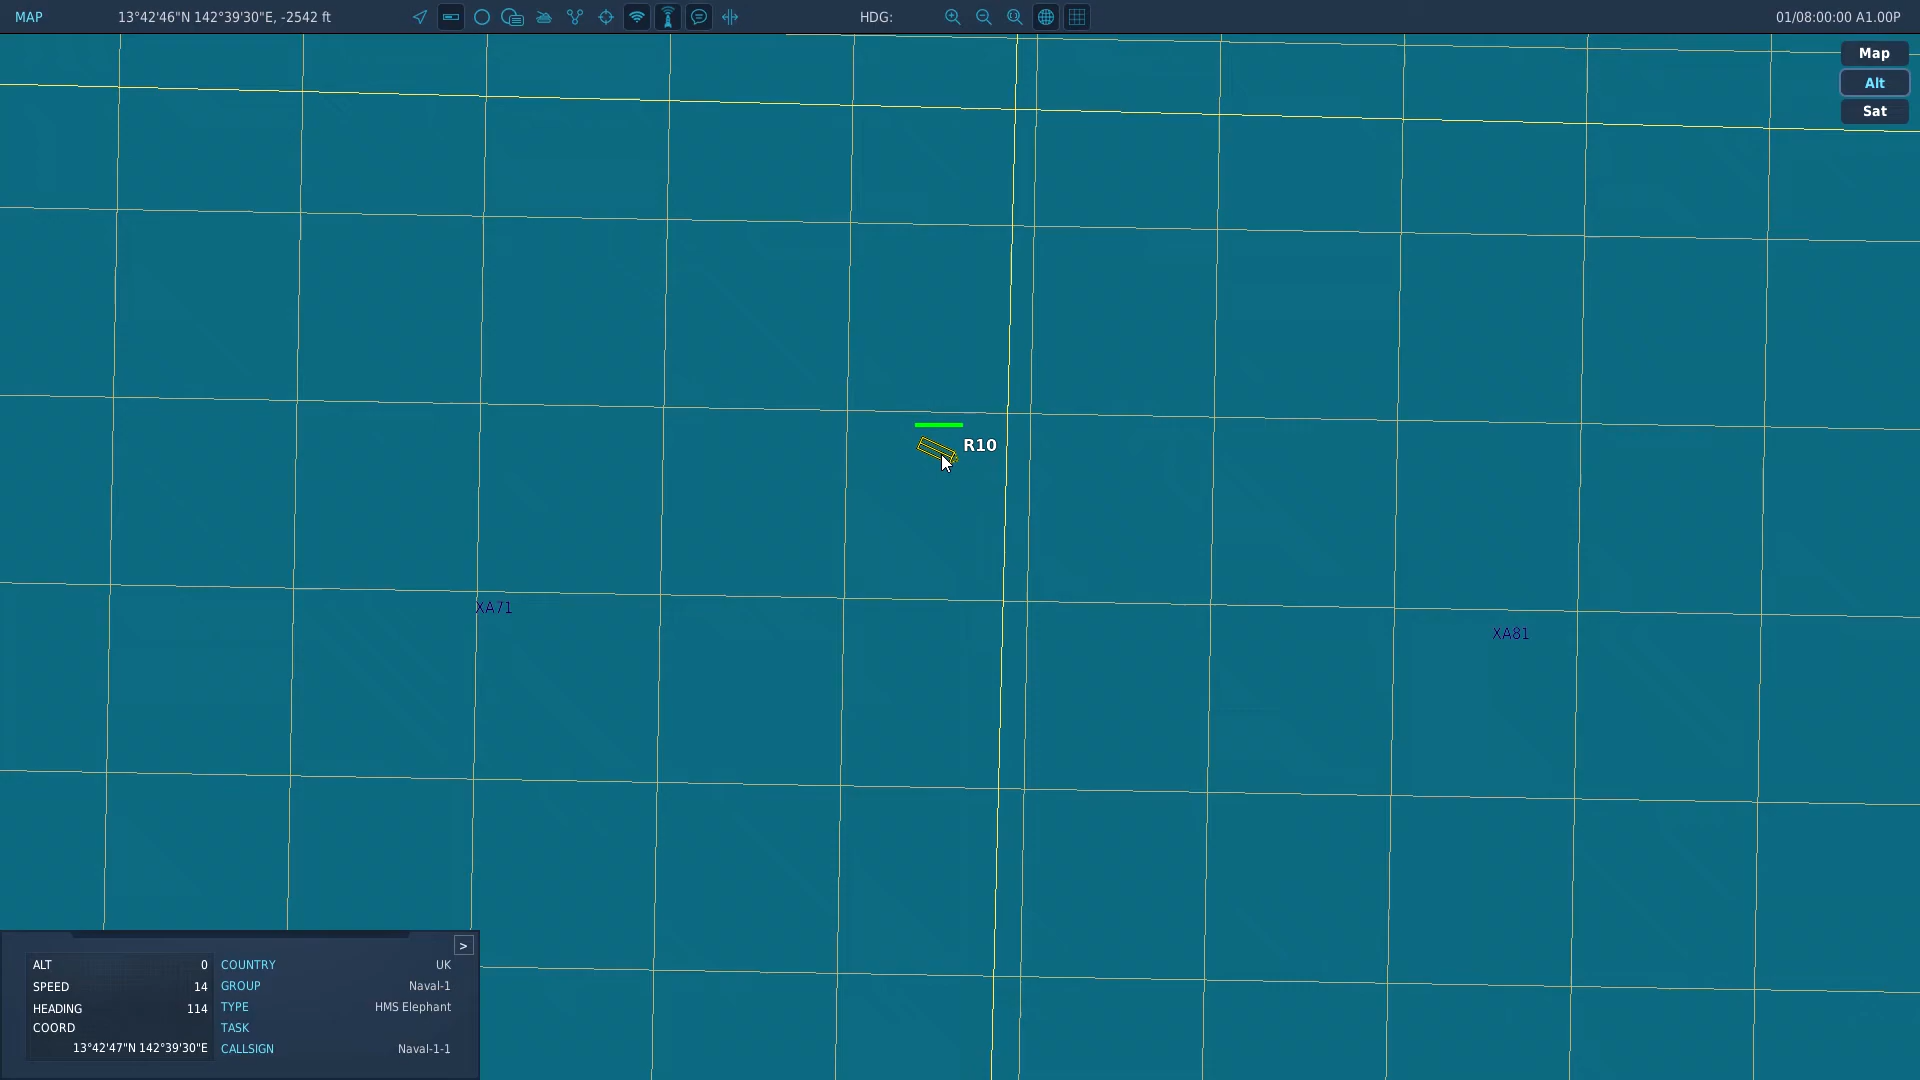 MAP 13°42'46"N 142°39'30"E, -2542 ft HDG: 01/08:00:00 A1.00P
Map
Alt
Sat
R10
XA71
XA81
>
ALT 0 COUNTRY UK
SPEED 14 GROUP Naval-1
HEADING 114 TYPE HMS Elephant
COORD TASK
13°42'47"N 142°39'30"E CALLSIGN Naval-1-1